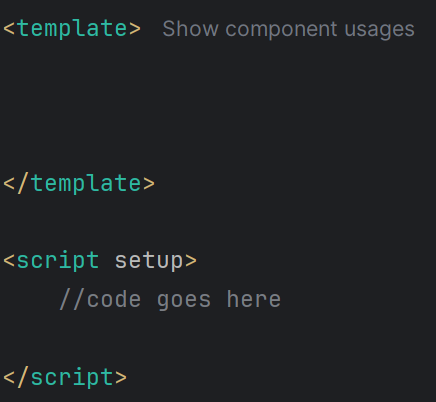 <template> Show component usages
</template>
<script setup>
//code goes here
</script>